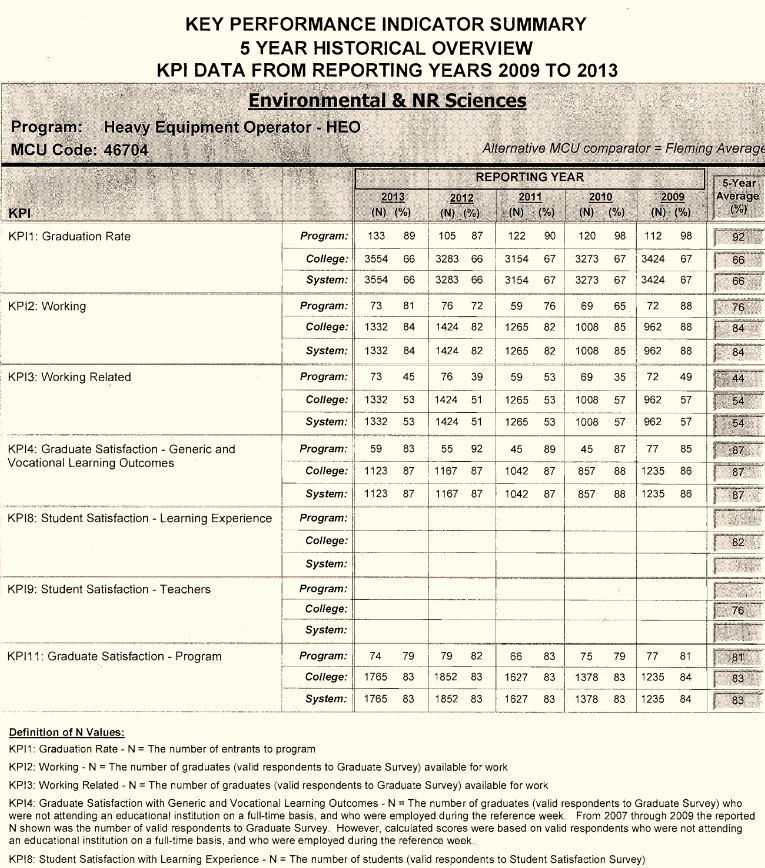 KEY PERFORMANCE INDICATOR SUMMARY
5 YEAR HISTORICAL OVERVIEW
KPI DATA FROM REPORTING YEARS 2009 TO 2013
Environmental & NR Sciences
Program: Heavy Equipment Operator - HEO
MCU Code: 46704 Alternative MCU comparator = Fleming Average
REPORTING YEAR 5-Year
2013 2012 2011 2010 2009 Average
KPI (N) (%) (N) (%) (N) (%) (N) (%) (N) (%) (%)
KPI1: Graduation Rate Program: 133 89 105 87 122 90 120 98 112 98 92
College: 3554 66 3283 66 3154 67 3273 67 3424 67 66
System: 3554 66 3283 66 3154 67 3273 67 3424 67 66
KPI2: Working Program: 73 81 76 72 59 76 69 65 72 88 76
College: 1332 84 1424 82 1265 82 1008 85 962 88 84
System: 1332 84 1424 82 1265 82 1008 85 962 88 84
KPI3: Working Related Program: 73 45 76 39 59 53 69 35 72 49 44
College: 1332 53 1424 51 1265 53 1008 57 962 57 54
System: 1332 53 1424 51 1265 53 1008 57 962 57 54
KPI4: Graduate Satisfaction - Generic and Program: 59 83 55 92 45 89 45 87 77 85 87
Vocational Learning Outcomes College: 1123 87 1167 87 1042 87 857 88 1235 86 87
System: 1123 87 1167 87 1042 87 857 88 1235 86 87
KPI8: Student Satisfaction - Learning Experience Program:
College: 82
System:
KPI9: Student Satisfaction - Teachers Program:
College: 76
System:
KPI11: Graduate Satisfaction - Program Program: 74 79 79 82 66 83 75 79 77 81 81
College: 1765 83 1852 83 1627 83 1378 83 1235 84 83
System: 1765 83 1852 83 1627 83 1378 83 1235 84 83
Definition of N Values:
KPI1: Graduation Rate - N = The number of entrants to program
KPI2: Working - N = The number of graduates (valid respondents to Graduate Survey) available for work
KPI3: Working Related - N = The number of graduates (valid respondents to Graduate Survey) available for work
KPI4: Graduate Satisfaction with Generic and Vocational Learning Outcomes - N = The number of graduates (valid respondents to Graduate Survey) who
were not attending an educational institution on a full-time basis, and who were employed during the reference week. From 2007 through 2009 the reported
N shown was the number of valid respondents to Graduate Survey. However, calculated scores were based on valid respondents who were not attending
an educational institution on a full-time basis, and who were employed during the reference week.
KPI8: Student Satisfaction with Learning Experience - N = The number of students (valid respondents to Student Satisfaction Survey)